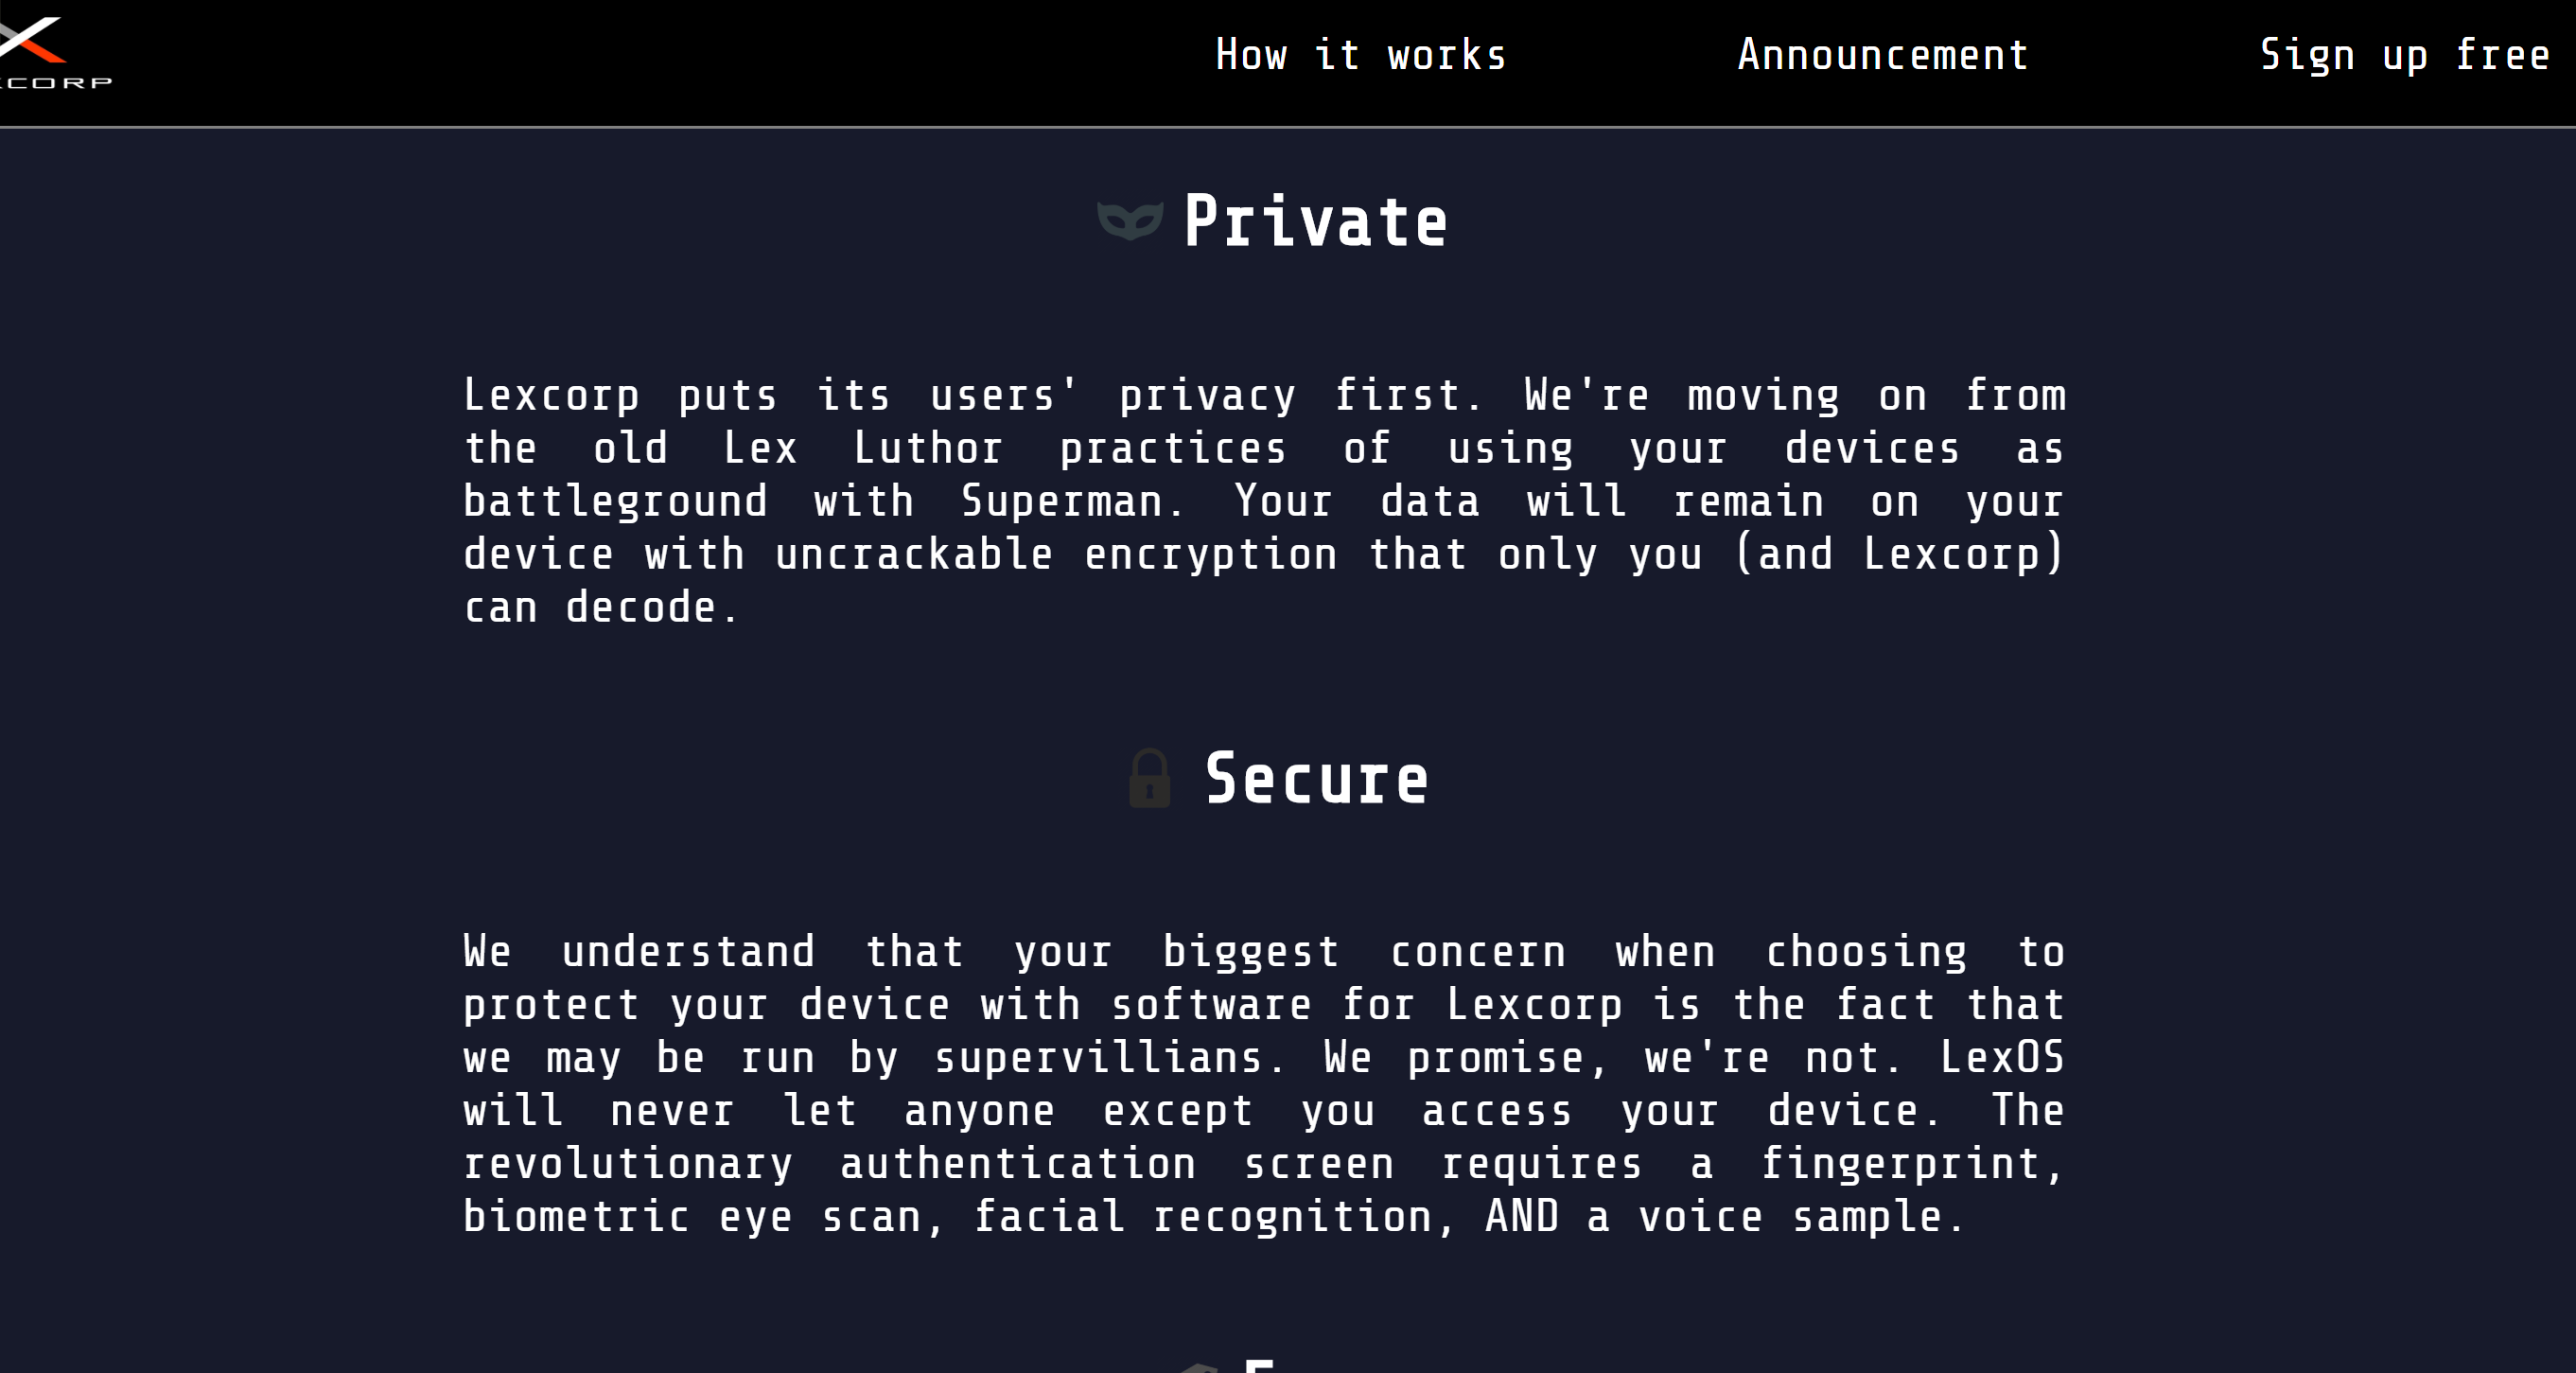 XCORP
How it works
Announcement
Sign up free
Private
Lexcorp puts its users' privacy first. We're moving on from
the old Lex Luthor practices of using your devices as
battleground with Superman. Your data will remain on your
device with uncrackable encryption that only you (and Lexcorp)
can decode.
Secure
We understand that your biggest concern when choosing to
protect your device with software for Lexcorp is the fact that
we may be run by supervillians. We promise, we're not. LexOS
will never let anyone except you access your device. The
revolutionary authentication screen requires a fingerprint,
biometric eye scan, facial recognition, AND a voice sample.